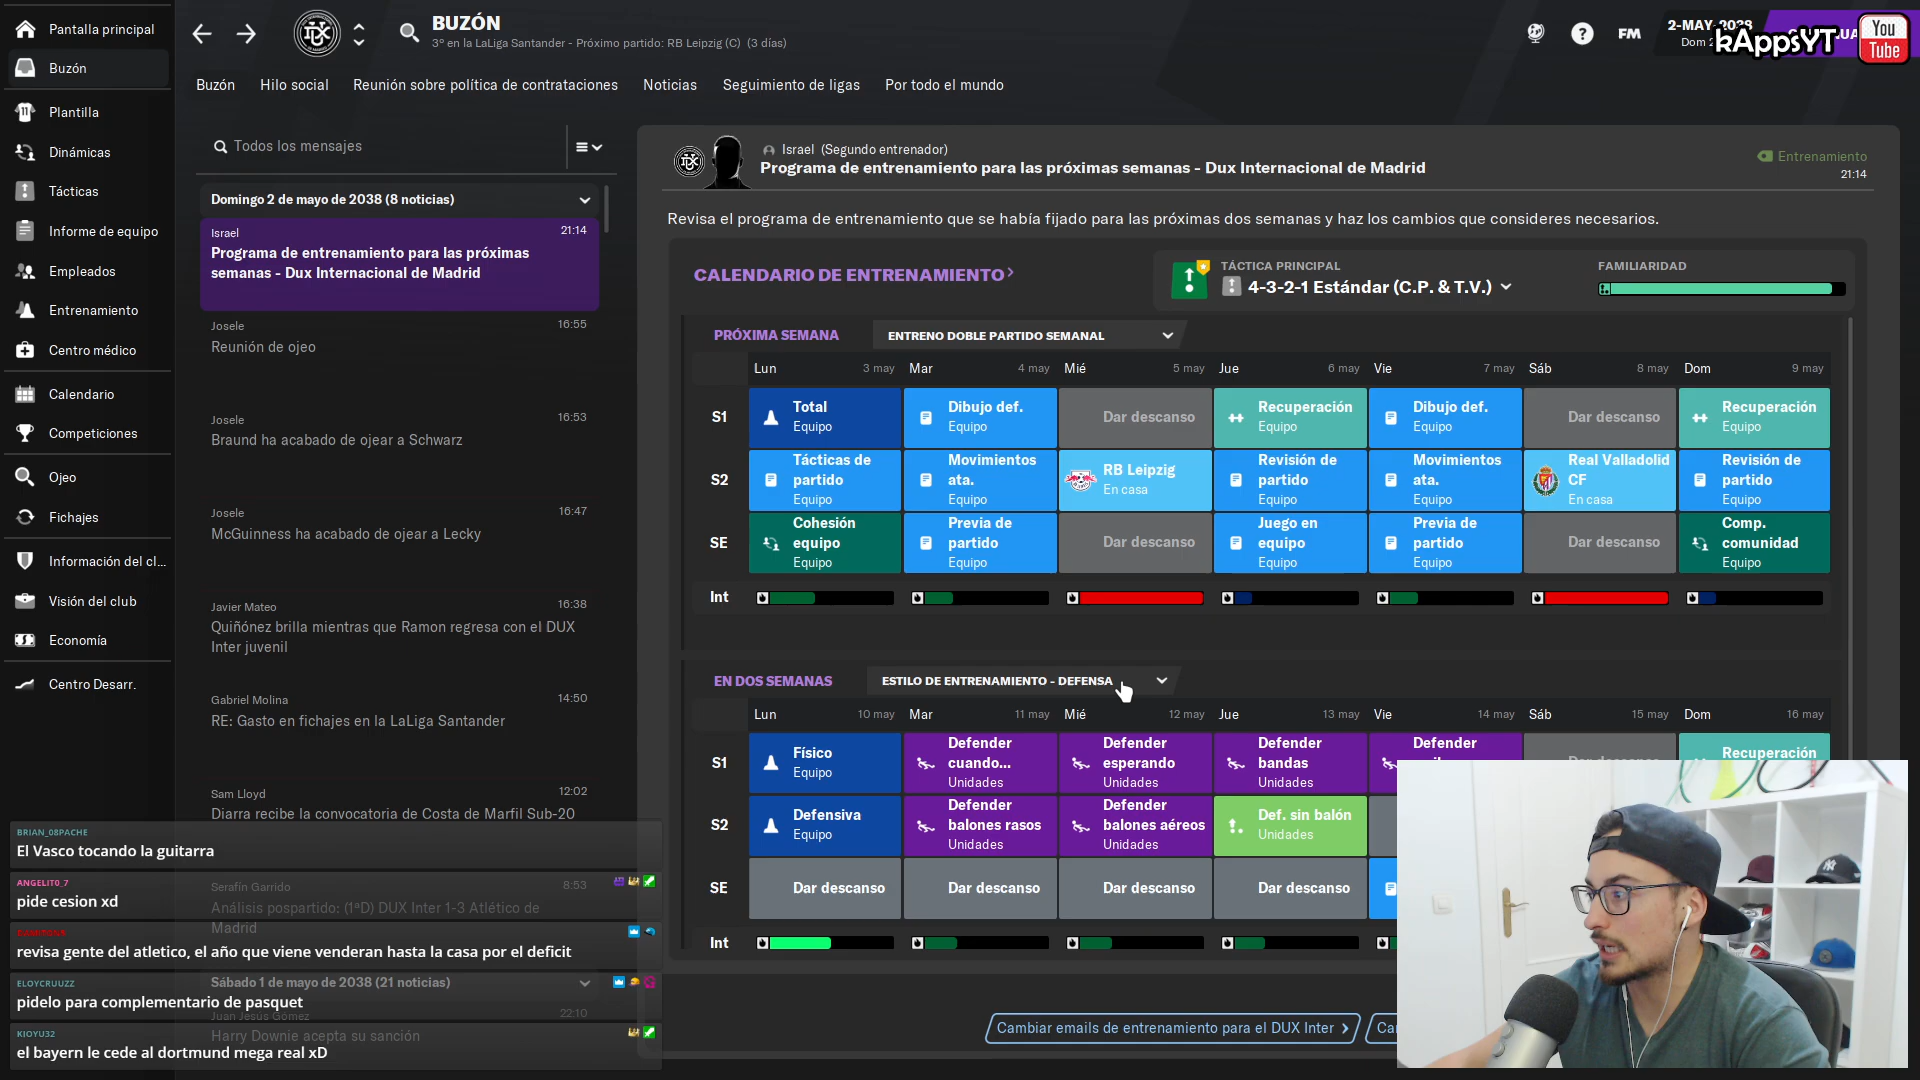 Pantalla principal
Buzón
Plantilla
Dinámicas
Tácticas
Informe de equipo
Empleados
Entrenamiento
Centro médico
Calendario
Competiciones
Ojeo
Fichajes
Información del cl...
Visión del club
Economía
Centro Desarr.
BUZÓN
3º en la LaLiga Santander - Próximo partido: RB Leipzig (C) (3 días)
FM
2-MAY-2038
Dom
kAppsYT
You
Tube
Buzón
Hilo social
Reunión sobre política de contrataciones
Noticias
Seguimiento de ligas
Por todo el mundo
Todos los mensajes
Domingo 2 de mayo de 2038 (8 noticias)
Israel 21:14
Programa de entrenamiento para las próximas
semanas - Dux Internacional de Madrid
Josele 16:55
Reunión de ojeo
Josele 16:53
Braund ha acabado de ojear a Schwarz
Josele 16:47
McGuinness ha acabado de ojear a Lecky
Javier Mateo 16:38
Quiñónez brilla mientras que Ramon regresa con el DUX
Inter juvenil
Gabriel Molina 14:50
RE: Gasto en fichajes en la LaLiga Santander
Sam Lloyd 12:02
Diarra recibe la convocatoria de Costa de Marfil Sub-20
Serafín Garrido 8:53
Análisis pospartido: (1ªD) DUX Inter 1-3 Atlético de
Madrid
Sábado 1 de mayo de 2038 (21 noticias)
Juan Jesús Gómez 22:10
Harry Downie acepta su sanción
BRIAN_08PACHE
El Vasco tocando la guitarra
ANGELIT0_7
pide cesion xd
revisa gente del atletico, el año que viene venderan hasta la casa por el deficit
ELOYCRUUZZ
pidelo para complementario de pasquet
KIOYU32
el bayern le cede al dortmund mega real xD
Israel (Segundo entrenador)
Programa de entrenamiento para las próximas semanas - Dux Internacional de Madrid
Entrenamiento
21:14
Revisa el programa de entrenamiento que se había fijado para las próximas dos semanas y haz los cambios que consideres necesarios.
CALENDARIO DE ENTRENAMIENTO
TÁCTICA PRINCIPAL
4-3-2-1 Estándar (C.P. & T.V.)
FAMILIARIDAD
PRÓXIMA SEMANA
ENTRENO DOBLE PARTIDO SEMANAL
Lun 3 may Mar 4 may Mié 5 may Jue 6 may Vie 7 may Sáb 8 may Dom 9 may
S1
Total
Equipo
Dibujo def.
Equipo
Dar descanso
Recuperación
Equipo
Dibujo def.
Equipo
Dar descanso
Recuperación
Equipo
S2
Tácticas de
partido
Equipo
Movimientos
ata.
Equipo
RB Leipzig
En casa
Revisión de
partido
Equipo
Movimientos
ata.
Equipo
Real Valladolid
CF
En casa
Revisión de
partido
Equipo
SE
Cohesión
equipo
Equipo
Previa de
partido
Equipo
Dar descanso
Juego en
equipo
Equipo
Previa de
partido
Equipo
Dar descanso
Comp.
comunidad
Equipo
Int
EN DOS SEMANAS
ESTILO DE ENTRENAMIENTO - DEFENSA
Lun 10 may Mar 11 may Mié 12 may Jue 13 may Vie 14 may Sáb 15 may Dom 16 may
S1
Físico
Equipo
Defender
cuando...
Unidades
Defender
esperando
Unidades
Defender
bandas
Unidades
Defender
Recuperación
S2
Defensiva
Equipo
Defender
balones rasos
Unidades
Defender
balones aéreos
Unidades
Def. sin balón
Unidades
SE
Dar descanso
Dar descanso
Dar descanso
Dar descanso
Int
Cambiar emails de entrenamiento para el DUX Inter